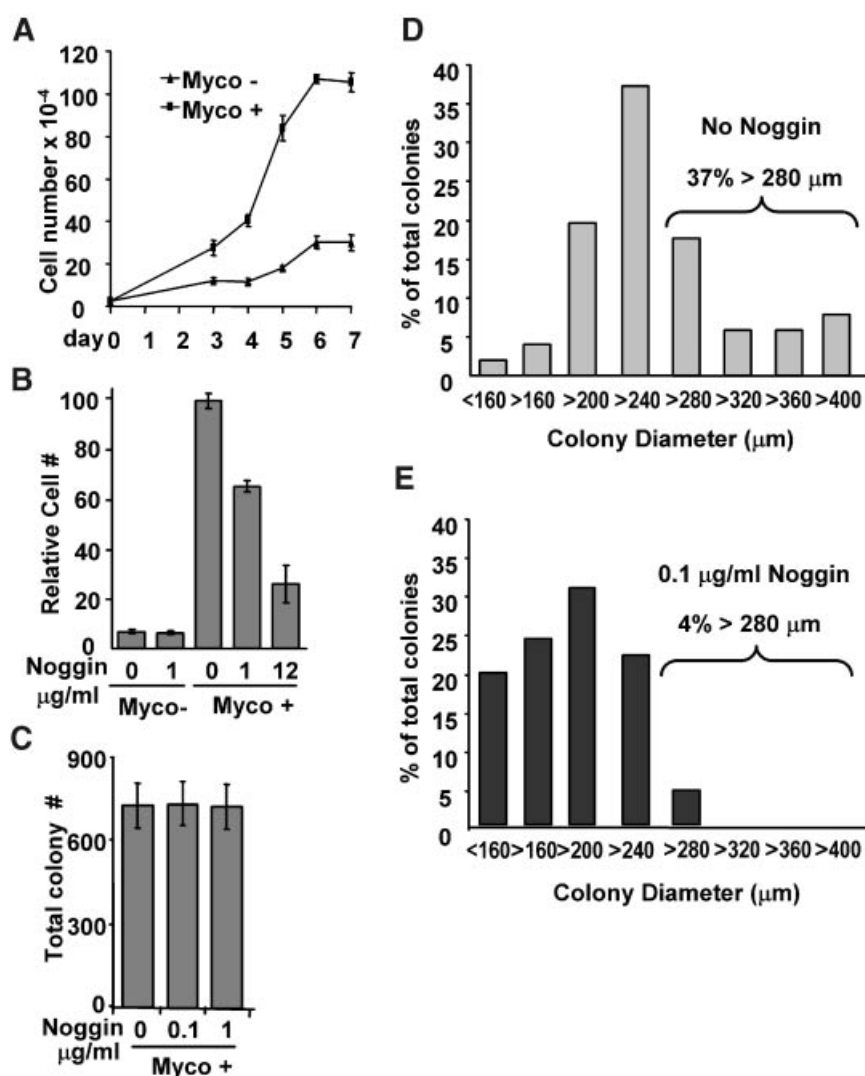 A
Cell number x 10-4
120
100
80
60
40
20
0
Myco -
Myco +
day 0 1 2 3 4 5 6 7
B
Relative Cell #
100
80
60
40
20
0
Noggin 0 1 0 1 12
μg/ml
Myco- Myco +
C
Total colony #
900
600
300
0
Noggin 0 0.1 1
μg/ml
Myco +
D
% of total colonies
40
35
30
25
20
15
10
5
0
No Noggin
37% > 280 μm
<160 >160 >200 >240 >280 >320 >360 >400
Colony Diameter (μm)
E
% of total colonies
40
35
30
25
20
15
10
5
0
0.1 μg/ml Noggin
4% > 280 μm
<160 >160 >200 >240 >280 >320 >360 >400
Colony Diameter (μm)